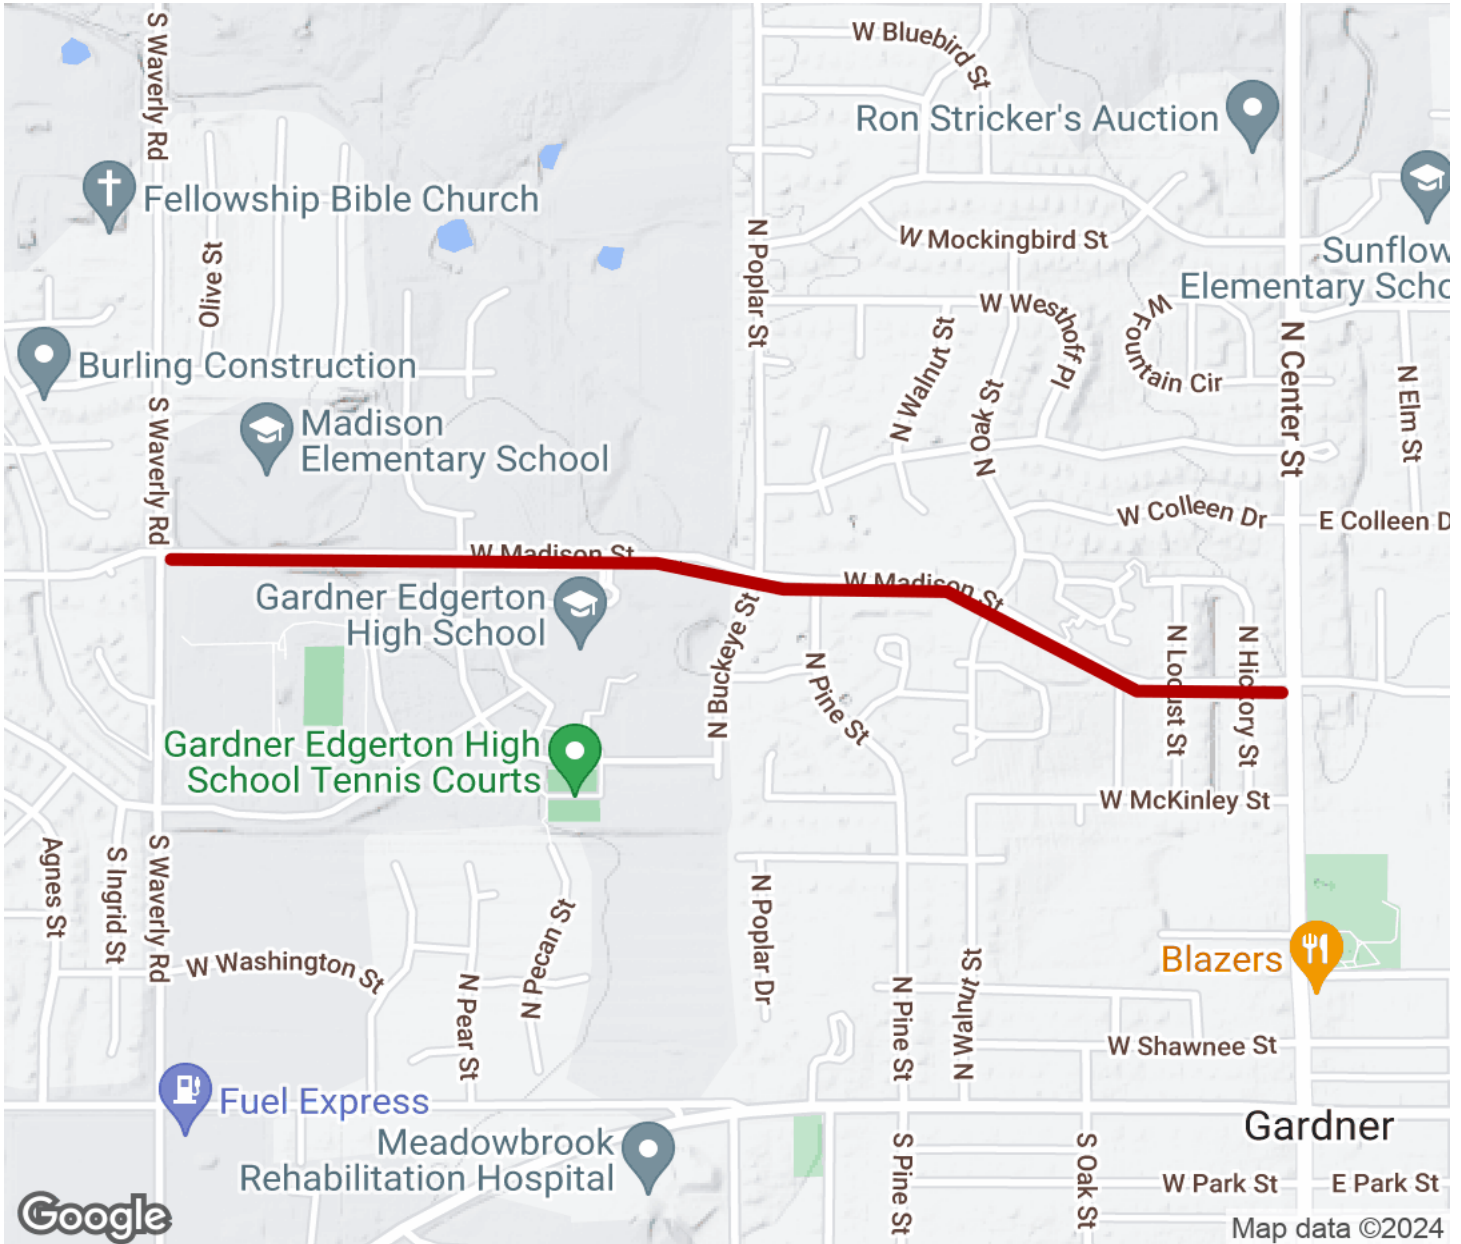 S Waverly Rd
W Bluebird St
Ron Stricker's Auction
Fellowship Bible Church
Olive St
N Poplar St
W Mockingbird St
Sunflow
Elementary Scho
W Westhoff Pl
W Fountain Cir
N Walnut St
N Oak St
N Center St
N Elm St
Burling Construction
S Waverly Rd
Madison
Elementary School
W Colleen Dr
E Colleen D
W Madison St
W Madison St
Gardner Edgerton
High School
N Buckeye St
N Pine St
N Locust St
N Hickory St
Gardner Edgerton High
School Tennis Courts
W McKinley St
Agnes St
S Ingrid St
S Waverly Rd
W Washington St
N Pear St
N Pecan St
N Poplar Dr
N Pine St
N Walnut St
Blazers
W Shawnee St
Fuel Express
Gardner
Meadowbrook
Rehabilitation Hospital
S Pine St
S Oak St
W Park St
E Park St
Google
Map data ©2024